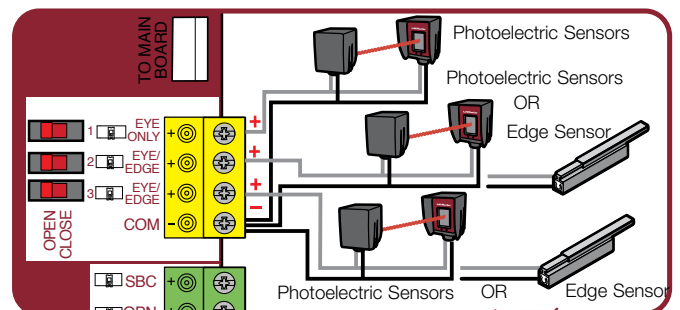 TO MAIN
BOARD
Photoelectric Sensors
Photoelectric Sensors
OR
Edge Sensor
1 EYE
ONLY +
+
2 EYE/
EDGE +
+
3 EYE/
EDGE +
+
−
COM -
OPEN
CLOSE
SBC +
Photoelectric Sensors OR Edge Sensor